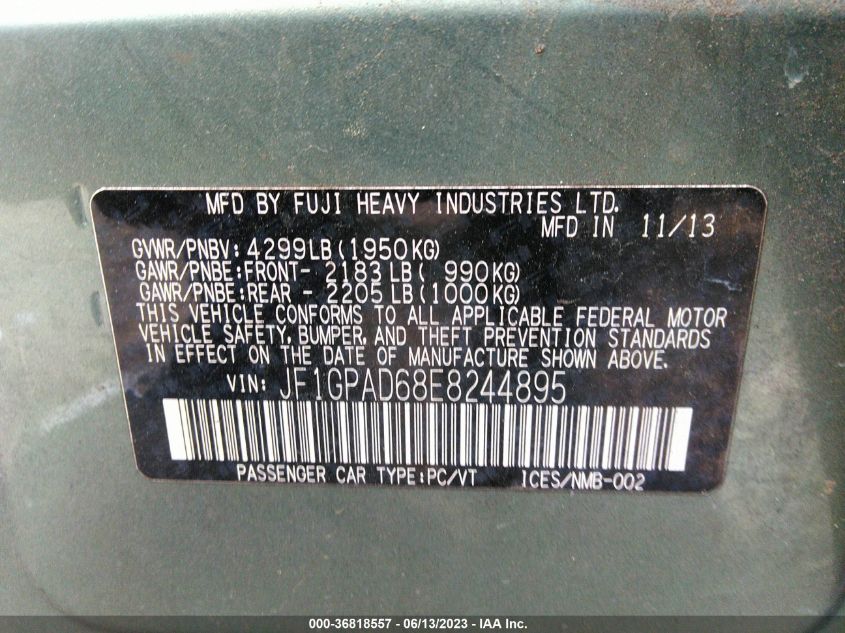 MFD BY FUJI HEAVY INDUSTRIES LTD.
MFD IN 11/13
GVWR/PNBV: 4299LB(1950KG)
GAWR/PNBE:FRONT- 2183 LB( 990KG)
GAWR/PNBE:REAR - 2205 LB(1000KG)
THIS VEHICLE CONFORMS TO ALL APPLICABLE FEDERAL MOTOR
VEHICLE SAFETY, BUMPER, AND THEFT PREVENTION STANDARDS
IN EFFECT ON THE DATE OF MANUFACTURE SHOWN ABOVE.
VIN: JF1GPAD68E8244895
PASSENGER CAR TYPE:PC/VT ICES/NMB-002
000-36818557 - 06/13/2023 - IAA Inc.